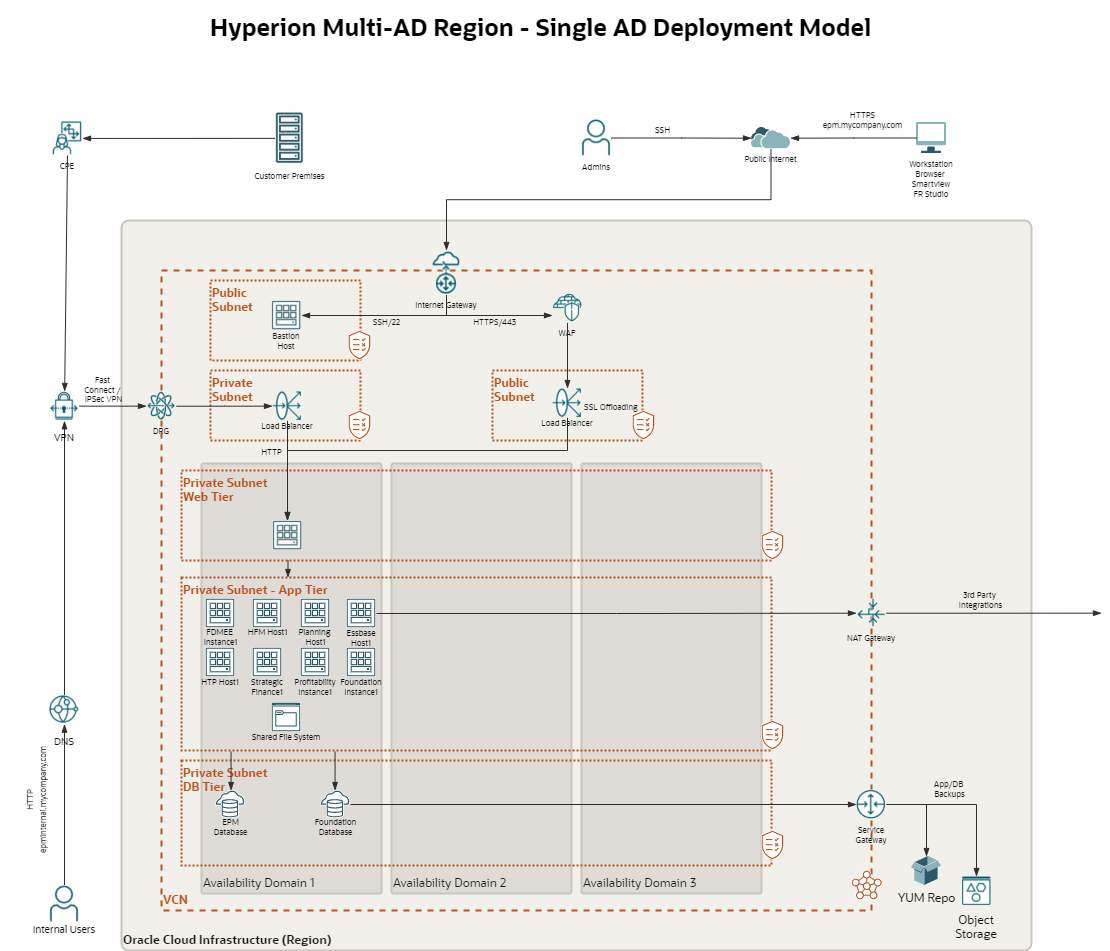 Hyperion Multi-AD Region - Single AD Deployment Model
CPE
Customer Premises
Admins
SSH
Public Internet
HTTPS
epm.mycompany.com
Workstation
Browser
Smartview
FR Studio
Internet Gateway
Public
Subnet
Bastion
Host
SSH/22
HTTPS/443
WAF
Private
Subnet
Load Balancer
Public
Subnet
SSL Offloading
Load Balancer
Fast
Connect /
IPSec VPN
VPN
DRG
HTTP
Private Subnet
Web Tier
Private Subnet - App Tier
FDMEE
Instance1
HFM Host1
Planning
Host1
Essbase
Host1
HTP Host1
Strategic
Finance1
Profitability
Instance1
Foundation
Instance1
Shared File System
NAT Gateway
3rd Party
Integrations
Private Subnet
DB Tier
EPM
Database
Foundation
Database
Service
Gateway
App/DB
Backups
YUM Repo
Object
Storage
DNS
HTTP
epminternal.mycompany.com
Internal Users
Availability Domain 1
Availability Domain 2
Availability Domain 3
VCN
Oracle Cloud Infrastructure (Region)